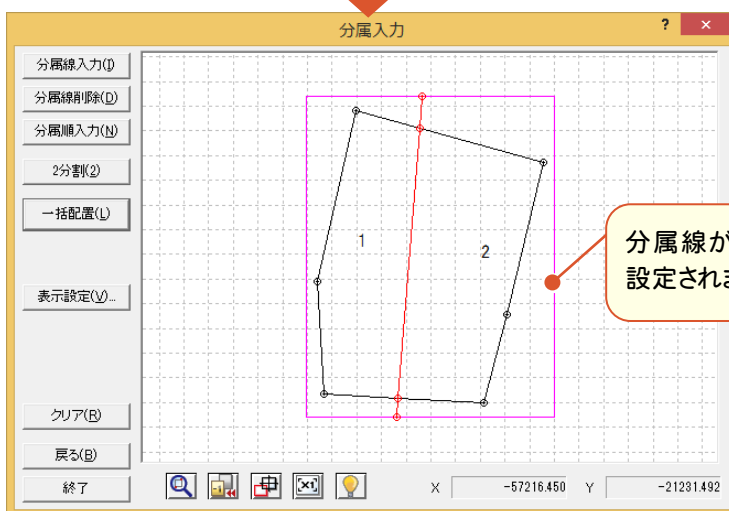 分属入力
?
×
分属線入力(I)
分属線削除(D)
分属順入力(N)
2分割(2)
一括配置(L)
表示設定(V)...
クリア(R)
戻る(B)
終了
1
2
分属線が
設定されま
X -57216.450 Y -21231.492